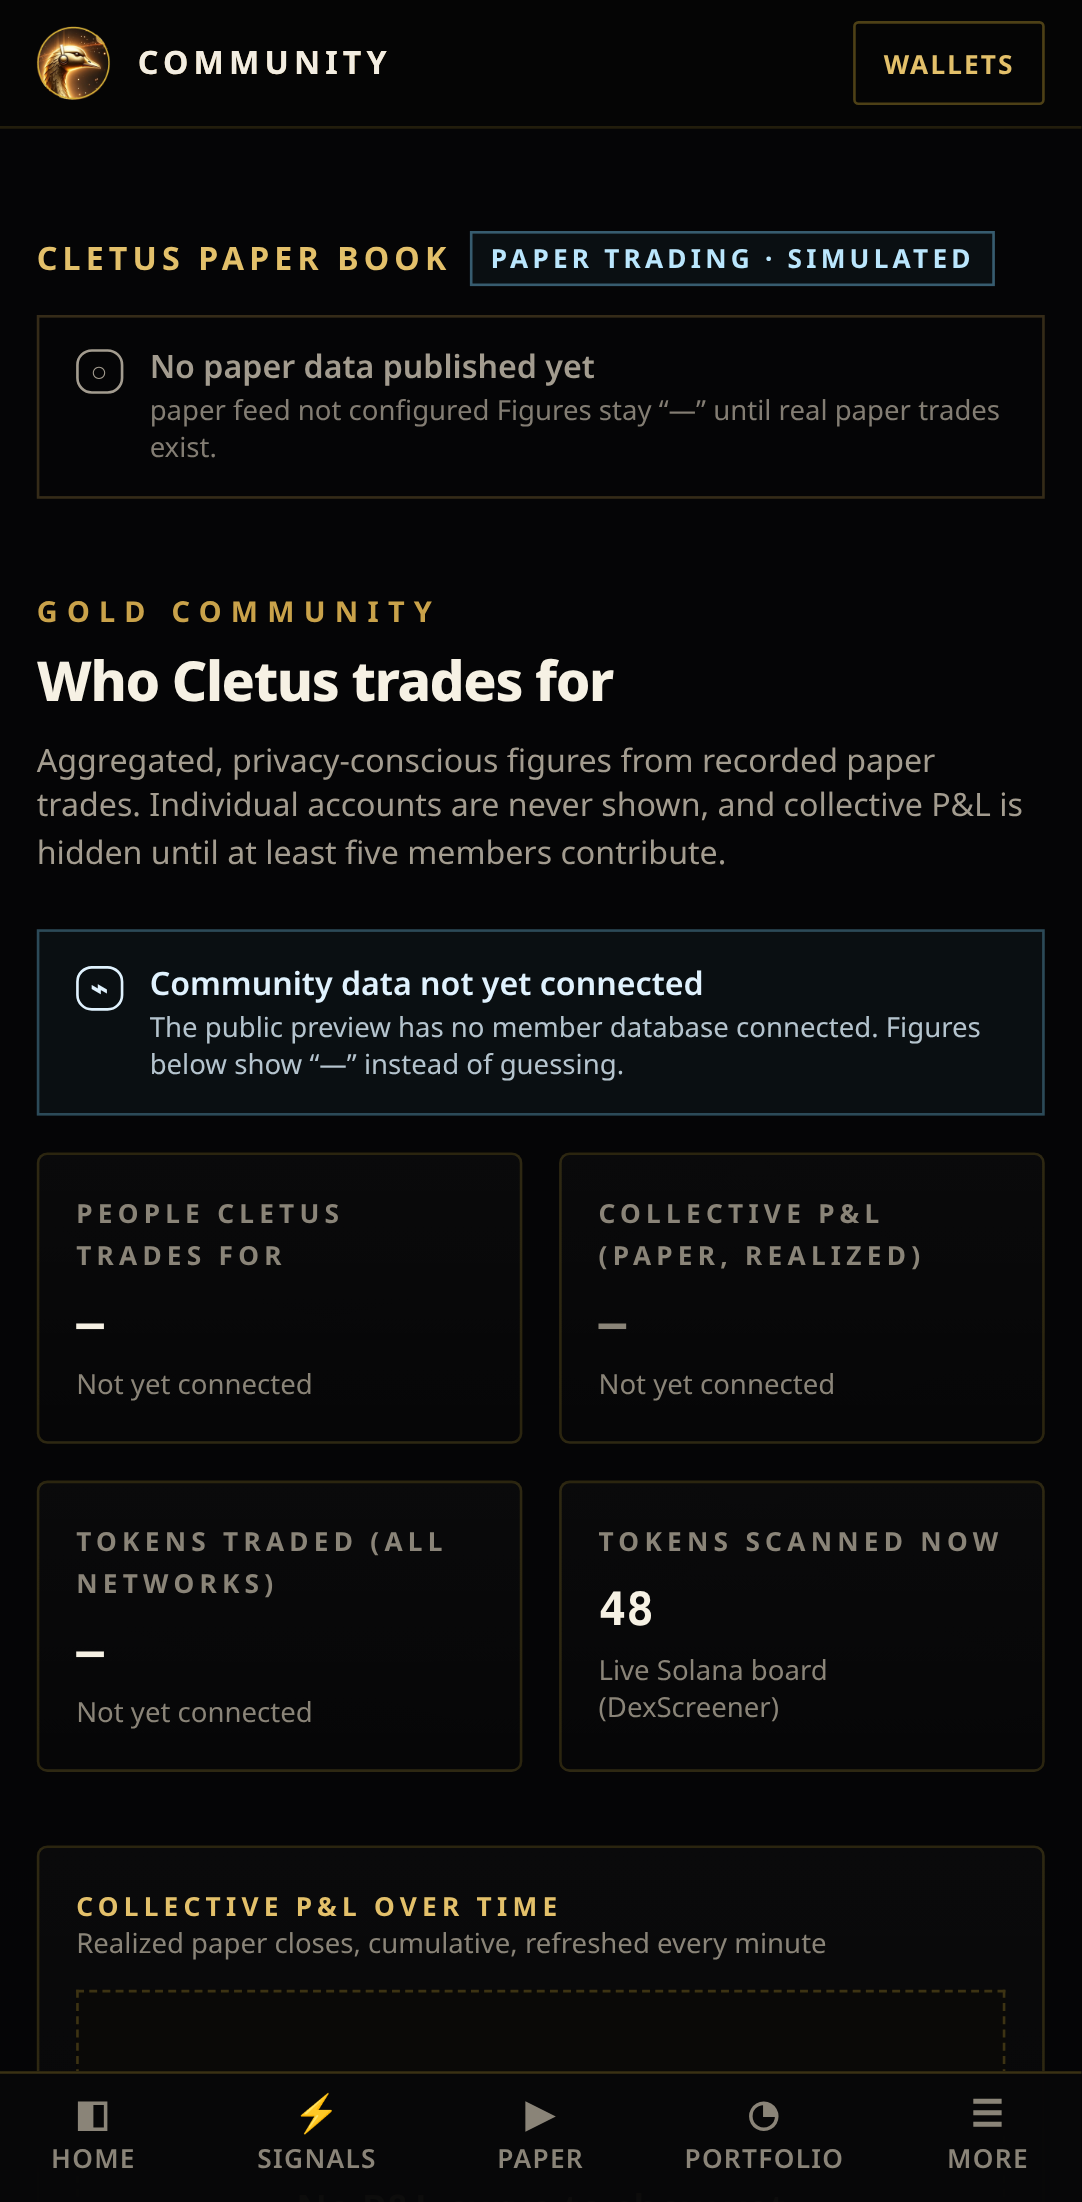 COMMUNITY
WALLETS
CLETUS PAPER BOOK
PAPER TRADING · SIMULATED
No paper data published yet
paper feed not configured Figures stay “—” until real paper trades
exist.
GOLD COMMUNITY
Who Cletus trades for
Aggregated, privacy-conscious figures from recorded paper
trades. Individual accounts are never shown, and collective P&L is
hidden until at least five members contribute.
Community data not yet connected
The public preview has no member database connected. Figures
below show “—” instead of guessing.
PEOPLE CLETUS
TRADES FOR
—
Not yet connected
COLLECTIVE P&L
(PAPER, REALIZED)
—
Not yet connected
TOKENS TRADED (ALL
NETWORKS)
—
Not yet connected
TOKENS SCANNED NOW
48
Live Solana board
(DexScreener)
COLLECTIVE P&L OVER TIME
Realized paper closes, cumulative, refreshed every minute
HOME
SIGNALS
PAPER
PORTFOLIO
MORE